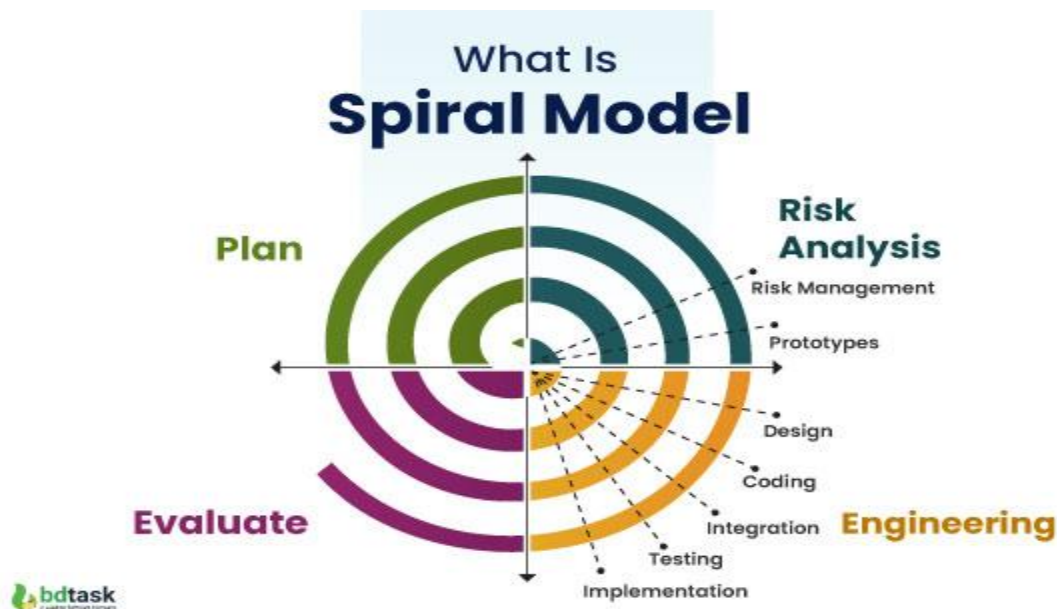 What Is
Spiral Model
Plan
Risk
Analysis
Risk Management
Prototypes
Design
Coding
Integration
Testing
Implementation
Engineering
Evaluate
bdtask